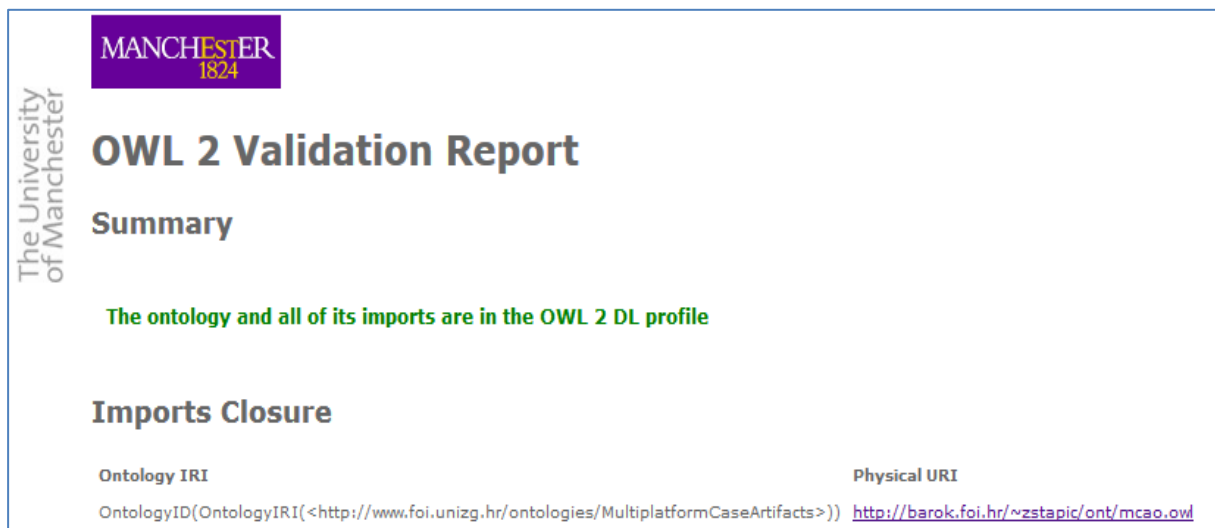 MANCHESTER
1824
The University
of Manchester
OWL 2 Validation Report
Summary
The ontology and all of its imports are in the OWL 2 DL profile
Imports Closure
Ontology IRI Physical URI
OntologyID(OntologyIRI(<http://www.foi.unizg.hr/ontologies/MultiplatformCaseArtifacts>)) http://barok.foi.hr/~zstapic/ont/mcao.owl